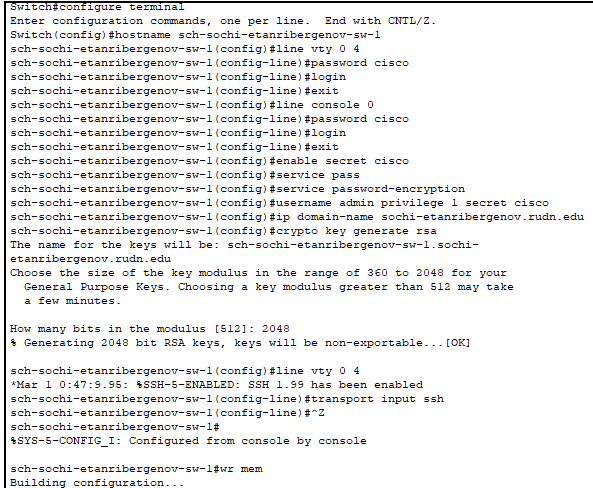 Switch#configure terminal
Enter configuration commands, one per line.  End with CNTL/Z.
Switch(config)#hostname sch-sochi-etanribergenov-sw-1
sch-sochi-etanribergenov-sw-1(config)#line vty 0 4
sch-sochi-etanribergenov-sw-1(config-line)#password cisco
sch-sochi-etanribergenov-sw-1(config-line)#login
sch-sochi-etanribergenov-sw-1(config-line)#exit
sch-sochi-etanribergenov-sw-1(config)#line console 0
sch-sochi-etanribergenov-sw-1(config-line)#password cisco
sch-sochi-etanribergenov-sw-1(config-line)#login
sch-sochi-etanribergenov-sw-1(config-line)#exit
sch-sochi-etanribergenov-sw-1(config)#enable secret cisco
sch-sochi-etanribergenov-sw-1(config)#service pass
sch-sochi-etanribergenov-sw-1(config)#service password-encryption
sch-sochi-etanribergenov-sw-1(config)#username admin privilege 1 secret cisco
sch-sochi-etanribergenov-sw-1(config)#ip domain-name sochi-etanribergenov.rudn.edu
sch-sochi-etanribergenov-sw-1(config)#crypto key generate rsa
The name for the keys will be: sch-sochi-etanribergenov-sw-1.sochi-
etanribergenov.rudn.edu
Choose the size of the key modulus in the range of 360 to 2048 for your
  General Purpose Keys. Choosing a key modulus greater than 512 may take
  a few minutes.

How many bits in the modulus [512]: 2048
% Generating 2048 bit RSA keys, keys will be non-exportable...[OK]

sch-sochi-etanribergenov-sw-1(config)#line vty 0 4
*Mar 1 0:47:9.95: %SSH-5-ENABLED: SSH 1.99 has been enabled
sch-sochi-etanribergenov-sw-1(config-line)#transport input ssh
sch-sochi-etanribergenov-sw-1(config-line)#^Z
sch-sochi-etanribergenov-sw-1#
%SYS-5-CONFIG_I: Configured from console by console

sch-sochi-etanribergenov-sw-1#wr mem
Building configuration...